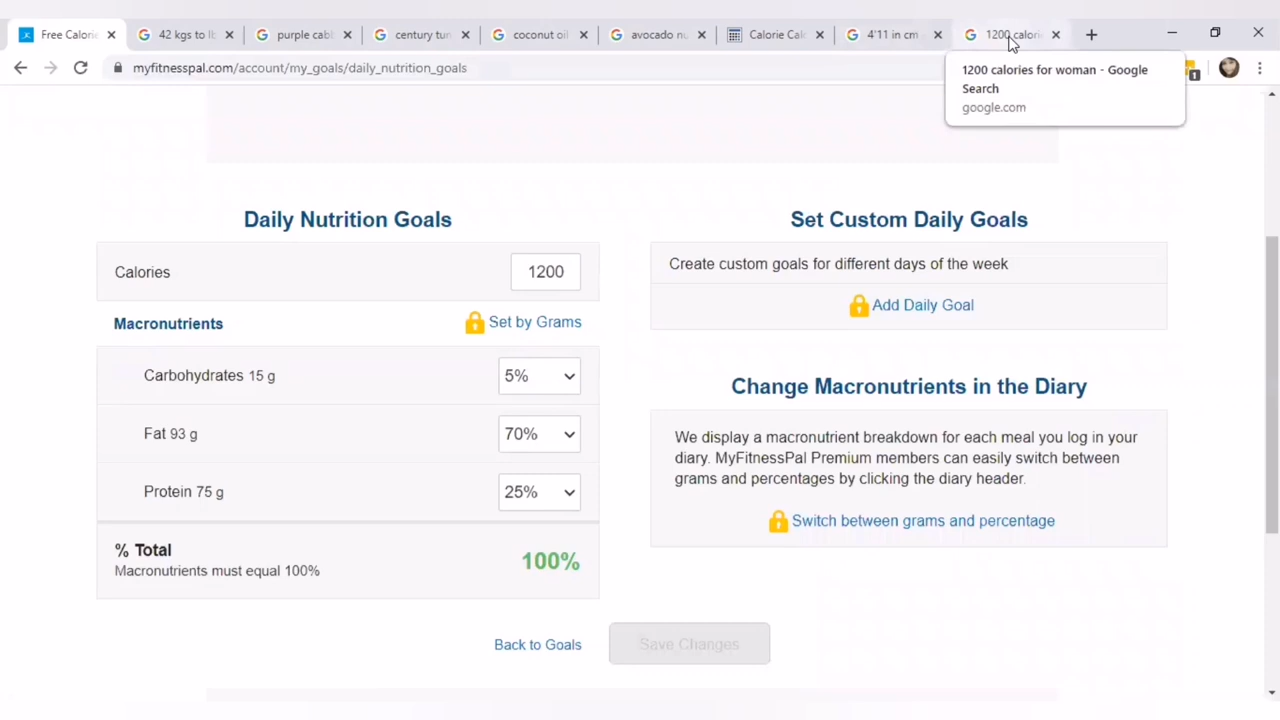 Free Calorie
42 kgs to lb
purple cabb
century tun
coconut oil
avocado nu
Calorie Calc
4'11 in cm
1200 calorie
myfitnesspal.com/account/my_goals/daily_nutrition_goals
1
1200 calories for woman - Google
Search
google.com
Daily Nutrition Goals
Calories
1200
Macronutrients
Set by Grams
Carbohydrates 15 g
5%
Fat 93 g
70%
Protein 75 g
25%
% Total
Macronutrients must equal 100%
100%
Set Custom Daily Goals
Create custom goals for different days of the week
Add Daily Goal
Change Macronutrients in the Diary
We display a macronutrient breakdown for each meal you log in your
diary. MyFitnessPal Premium members can easily switch between
grams and percentages by clicking the diary header.
Switch between grams and percentage
Back to Goals
Save Changes